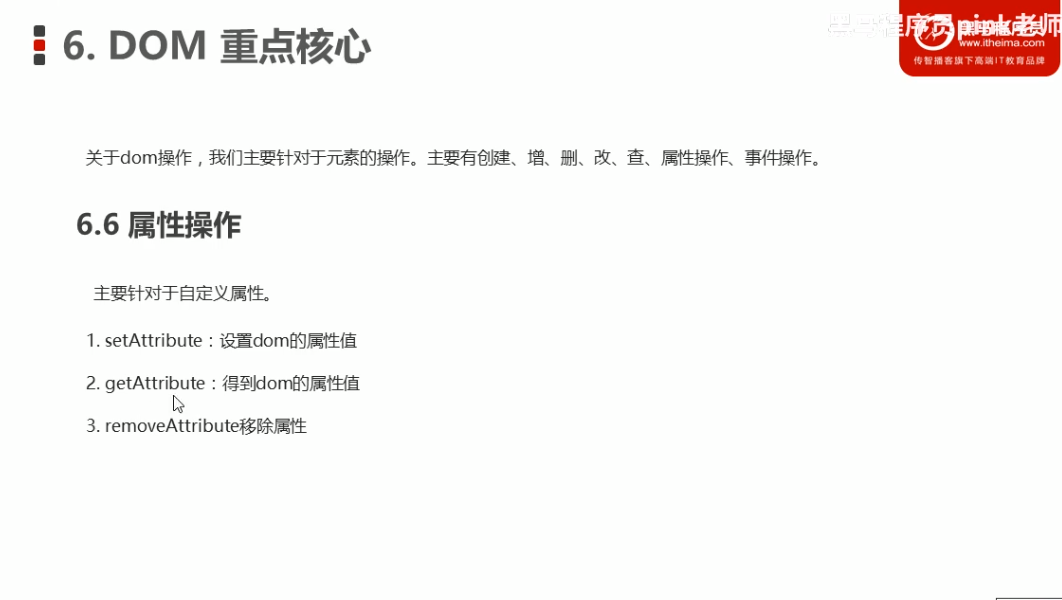 6. DOM 重点核心
黑马程序员pink老师
www.itheima.com
传智播客旗下高端IT教育品牌
关于dom操作，我们主要针对于元素的操作。主要有创建、增、删、改、查、属性操作、事件操作。
6.6 属性操作
主要针对于自定义属性。
1. setAttribute：设置dom的属性值
2. getAttribute：得到dom的属性值
3. removeAttribute移除属性